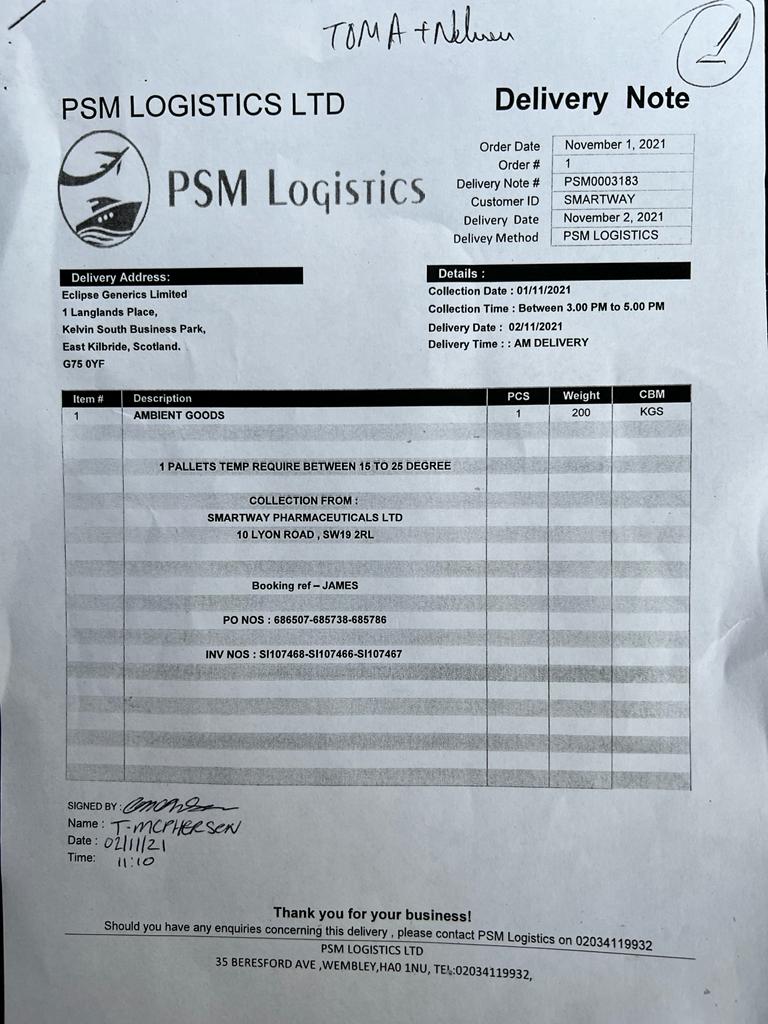 TOMA +
1
PSM LOGISTICS LTD
Delivery Note
PSM Logistics
Order Date November 1, 2021
Order # 1
Delivery Note # PSM0003183
Customer ID SMARTWAY
Delivery Date November 2, 2021
Delivey Method PSM LOGISTICS
Delivery Address:
Eclipse Generics Limited
1 Langlands Place,
Kelvin South Business Park,
East Kilbride, Scotland.
G75 0YF
Details :
Collection Date : 01/11/2021
Collection Time : Between 3.00 PM to 5.00 PM
Delivery Date : 02/11/2021
Delivery Time : : AM DELIVERY
Item # Description PCS Weight CBM
1 AMBIENT GOODS 1 200 KGS
1 PALLETS TEMP REQUIRE BETWEEN 15 TO 25 DEGREE
COLLECTION FROM :
SMARTWAY PHARMACEUTICALS LTD
10 LYON ROAD , SW19 2RL
Booking ref – JAMES
PO NOS : 686507-685738-685786
INV NOS : SI107468-SI107466-SI107467
SIGNED BY :
Name : T-MCPHERSEN
Date : 02/11/21
Time: 11:10
Thank you for your business!
Should you have any enquiries concerning this delivery , please contact PSM Logistics on 02034119932
PSM LOGISTICS LTD
35 BERESFORD AVE ,WEMBLEY,HA0 1NU, TEL:02034119932,